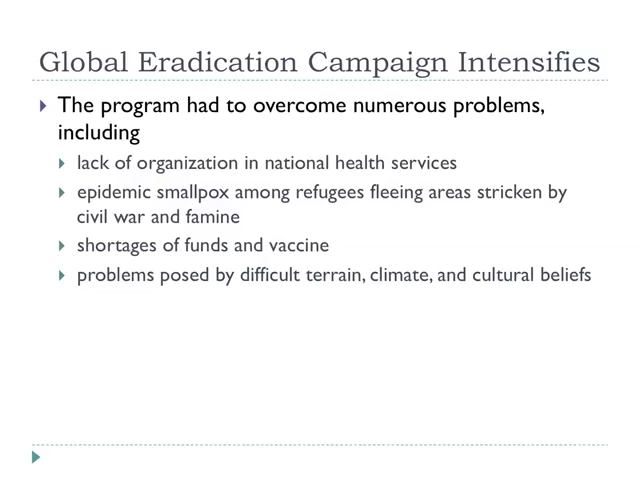 Global Eradication Campaign Intensifies
The program had to overcome numerous problems,
including
lack of organization in national health services
epidemic smallpox among refugees fleeing areas stricken by
civil war and famine
shortages of funds and vaccine
problems posed by difficult terrain, climate, and cultural beliefs